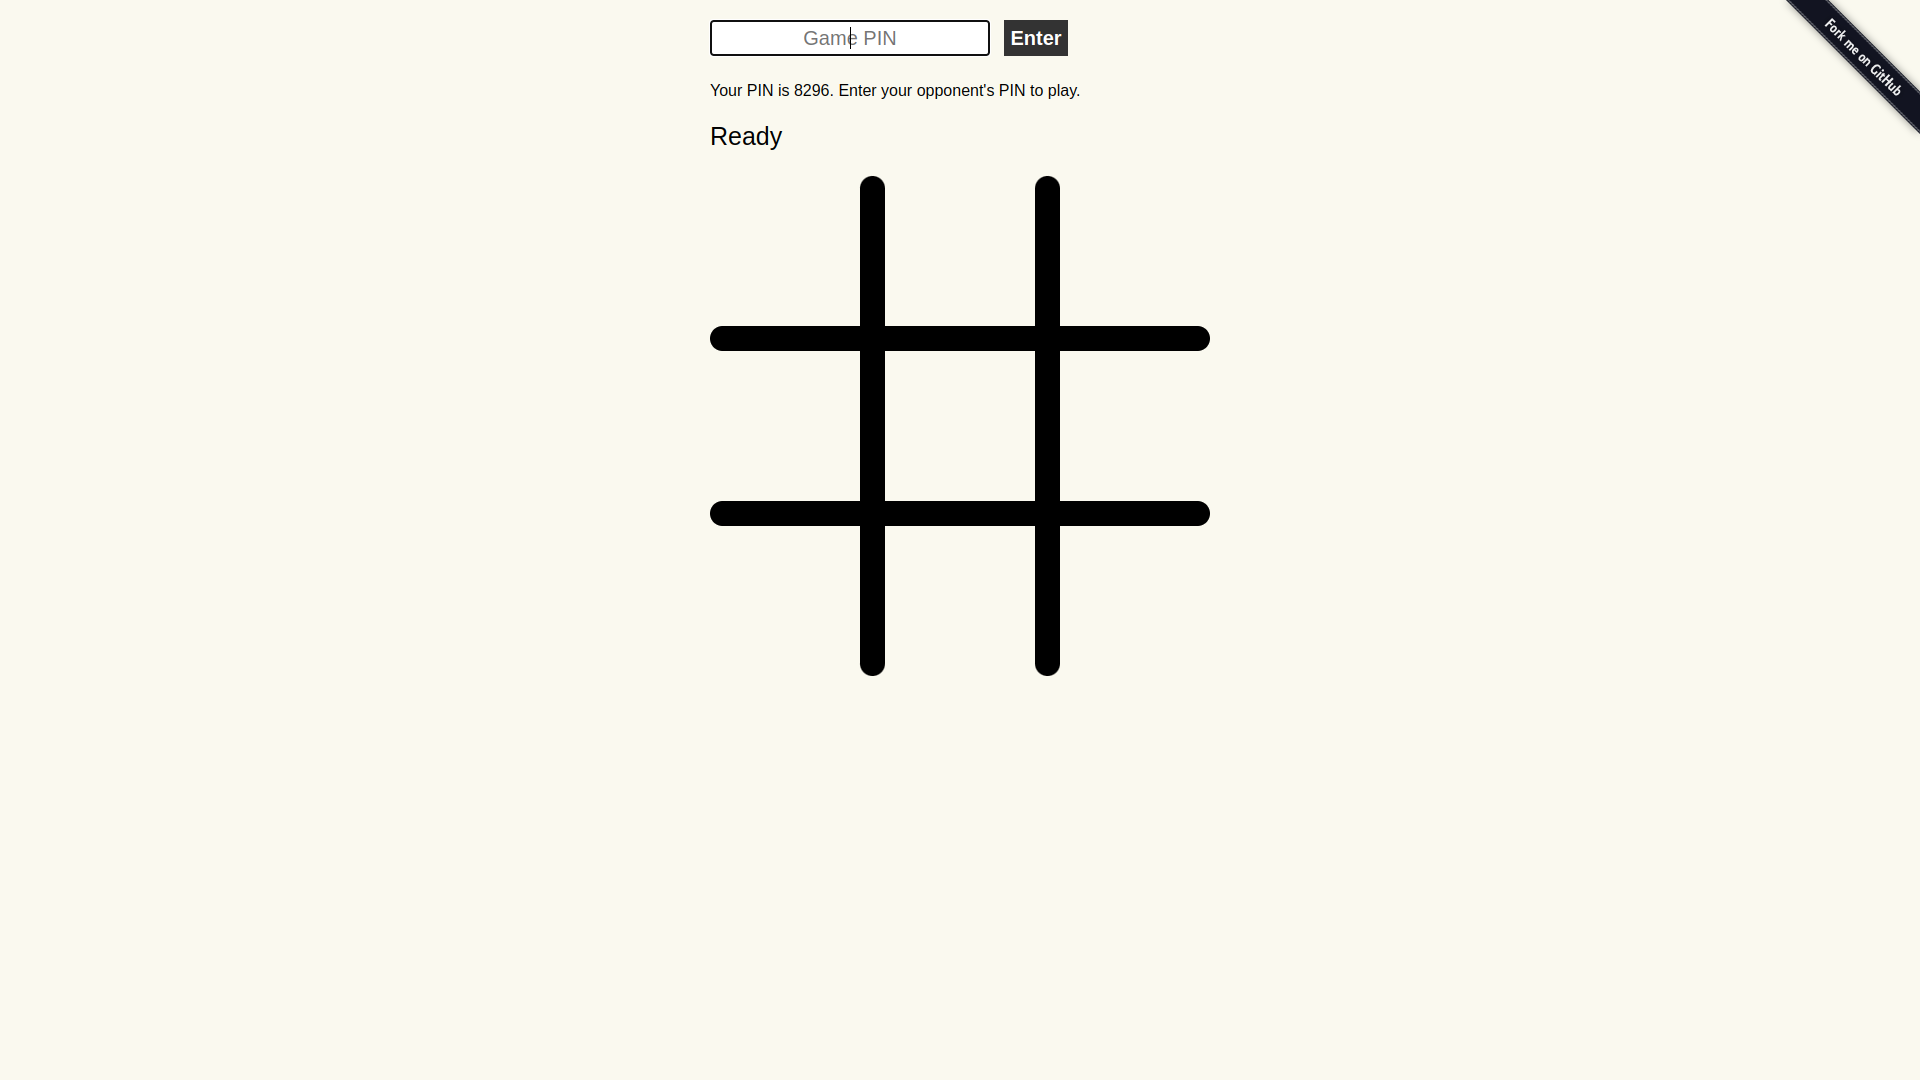 Game PIN
Enter
Fork me on GitHub
Your PIN is 8296. Enter your opponent's PIN to play.
Ready